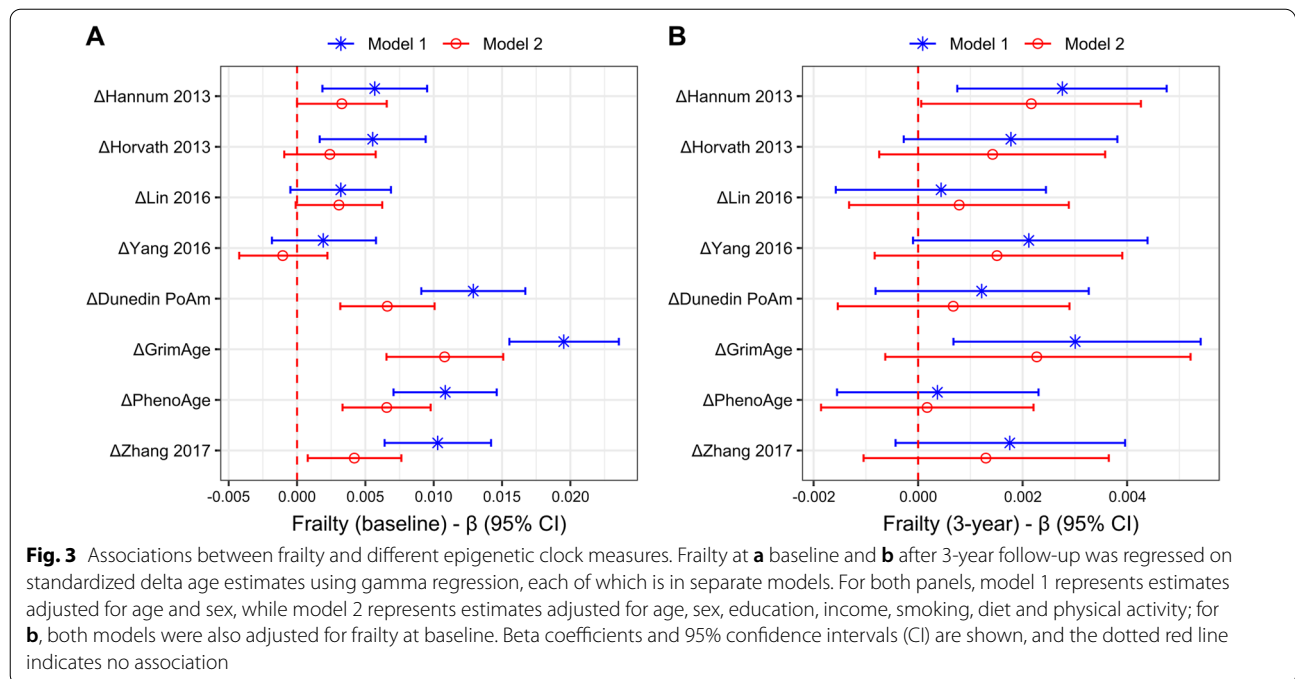 A
Model 1 Model 2
ΔHannum 2013
ΔHorvath 2013
ΔLin 2016
ΔYang 2016
ΔDunedin PoAm
ΔGrimAge
ΔPhenoAge
ΔZhang 2017
-0.005 0.000 0.005 0.010 0.015 0.020
Frailty (baseline) - β (95% CI)
B
Model 1 Model 2
ΔHannum 2013
ΔHorvath 2013
ΔLin 2016
ΔYang 2016
ΔDunedin PoAm
ΔGrimAge
ΔPhenoAge
ΔZhang 2017
-0.002 0.000 0.002 0.004
Frailty (3-year) - β (95% CI)
Fig. 3 Associations between frailty and different epigenetic clock measures. Frailty at a baseline and b after 3-year follow-up was regressed on
standardized delta age estimates using gamma regression, each of which is in separate models. For both panels, model 1 represents estimates
adjusted for age and sex, while model 2 represents estimates adjusted for age, sex, education, income, smoking, diet and physical activity; for
b, both models were also adjusted for frailty at baseline. Beta coefficients and 95% confidence intervals (CI) are shown, and the dotted red line
indicates no association